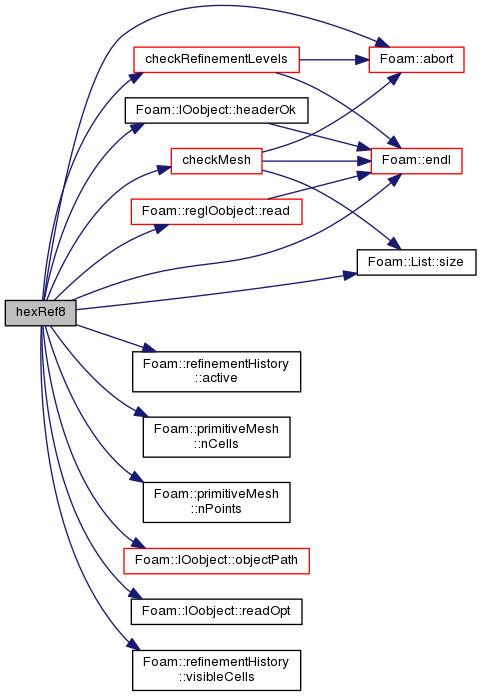 checkRefinementLevels
Foam::abort
Foam::IOobject::headerOk
checkMesh
Foam::endl
Foam::regIOobject::read
Foam::List::size
hexRef8
Foam::refinementHistory
::active
Foam::primitiveMesh
::nCells
Foam::primitiveMesh
::nPoints
Foam::IOobject::objectPath
Foam::IOobject::readOpt
Foam::refinementHistory
::visibleCells